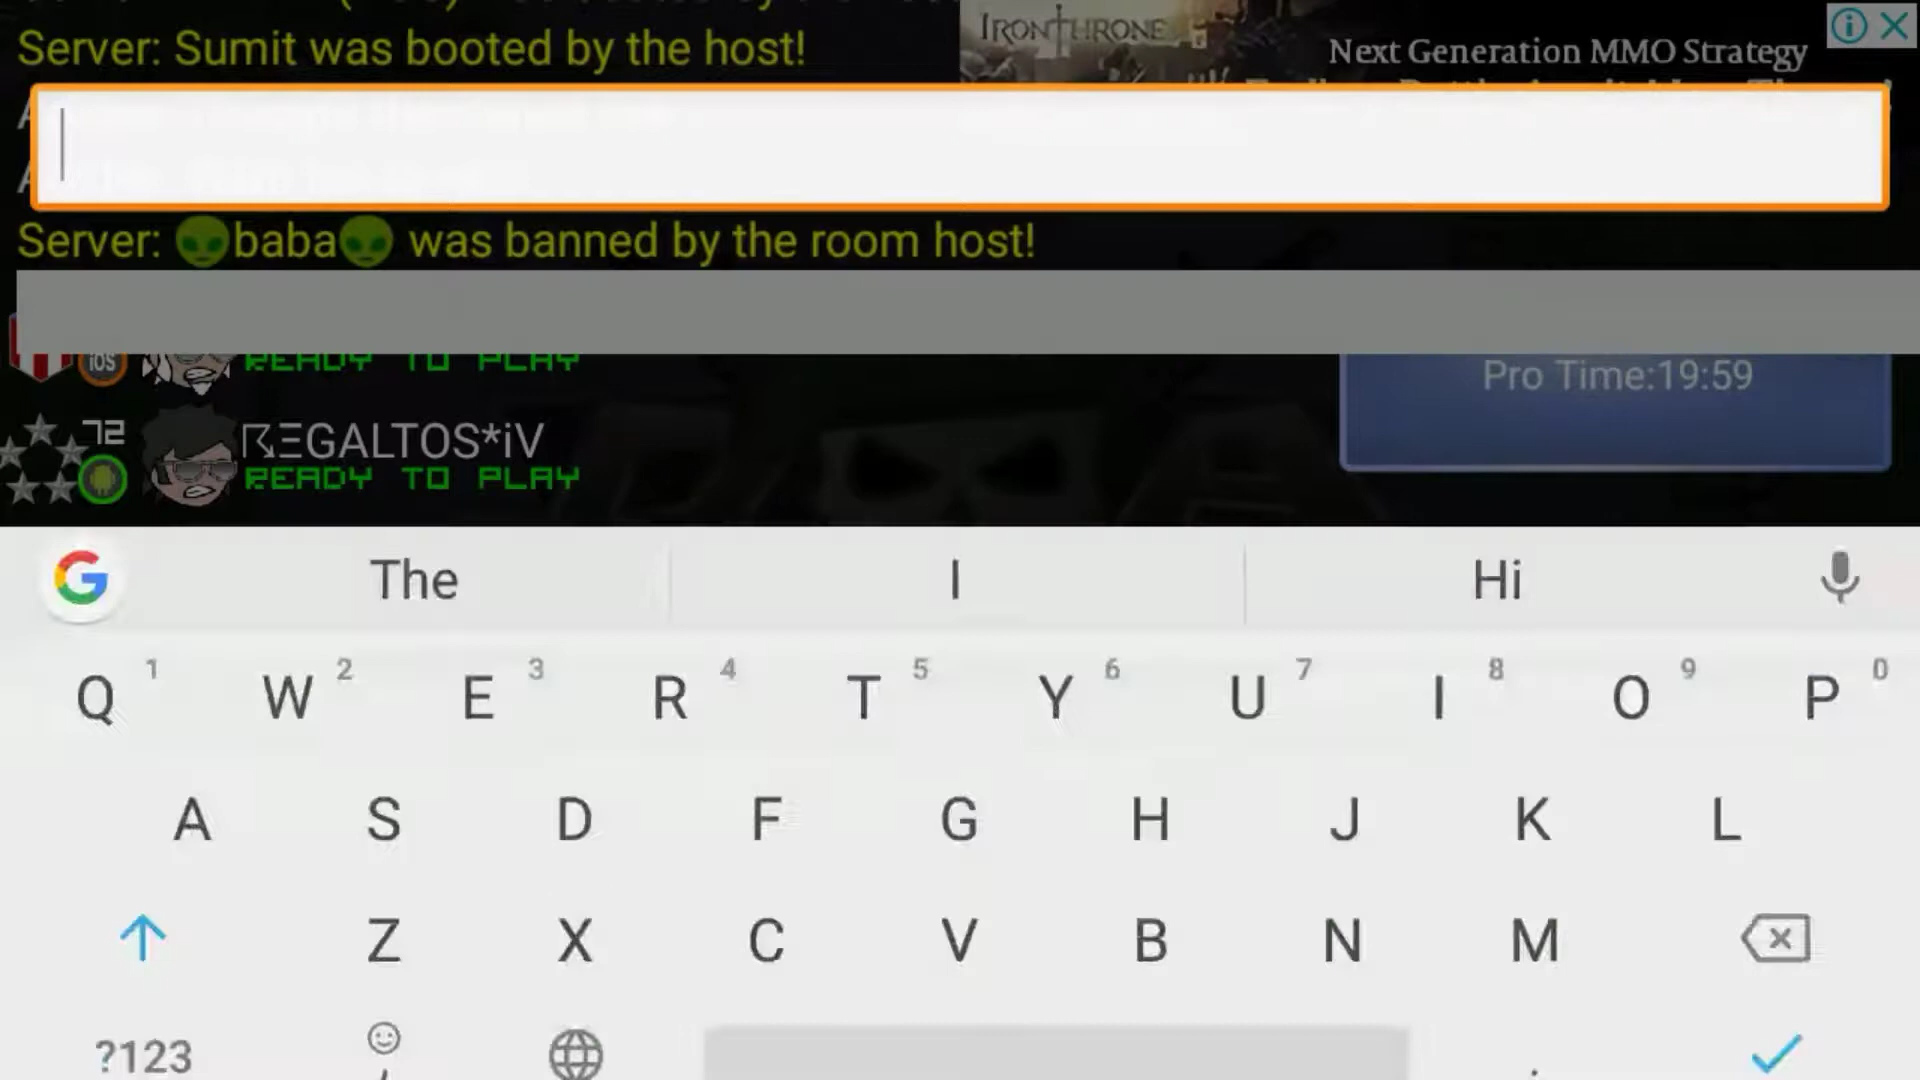 Server: Sumit was booted by the host!
IRONTHRONE
Next Generation MMO Strategy
Server: 👽baba👽 was banned by the room host!
iOS
READY TO PLAY
Pro Time:19:59
72
ƦΞGALTOS*iV
READY TO PLAY
The
I
Hi
Q 1 W 2 E 3 R 4 T 5 Y 6 U 7 I 8 O 9 P 0
A S D F G H J K L
Z X C V B N M
?123